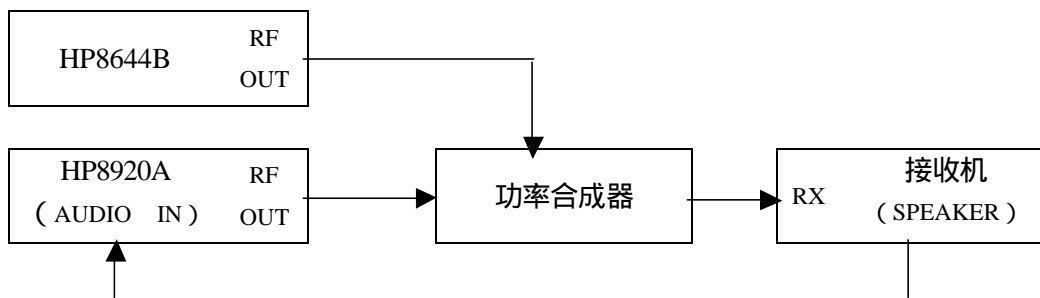 HP8644B
RF
OUT
HP8920A
（AUDIO IN）
RF
OUT
功率合成器
RX
接收机
（SPEAKER）